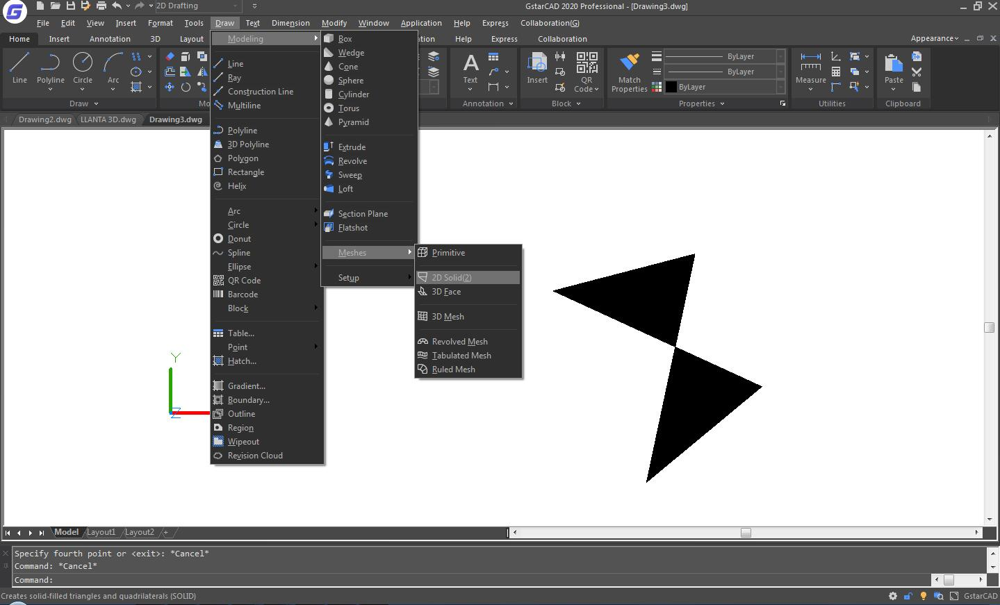 2D Drafting
GstarCAD 2020 Professional - [Drawing3.dwg]
File Edit View Insert Format Tools Draw Text Dimension Modify Window Application Help Express Collaboration(G)
Home Insert Annotation 3D Layout Help Express Collaboration Appearance
Line Polyline Circle Arc
Draw
Text
Annotation
Insert QR Code
Block
Match Properties
ByLayer
ByLayer
ByLayer
Properties
Measure
Utilities
Paste
Clipboard
Drawing2.dwg LLANTA 3D.dwg Drawing3.dwg
Modeling
Line
Ray
Construction Line
Multiline
Polyline
3D Polyline
Polygon
Rectangle
Helix
Arc
Circle
Donut
Spline
Ellipse
QR Code
Barcode
Block
Table...
Point
Hatch...
Gradient...
Boundary...
Outline
Region
Wipeout
Revision Cloud
Box
Wedge
Cone
Sphere
Cylinder
Torus
Pyramid
Extrude
Revolve
Sweep
Loft
Section Plane
Flatshot
Meshes
Setup
Primitive
2D Solid(2)
3D Face
3D Mesh
Revolved Mesh
Tabulated Mesh
Ruled Mesh
Y
Z
Model Layout1 Layout2 +
Specify fourth point or <exit>: *Cancel*
Command: *Cancel*
Command:
Creates solid-filled triangles and quadrilaterals (SOLID)
GstarCAD